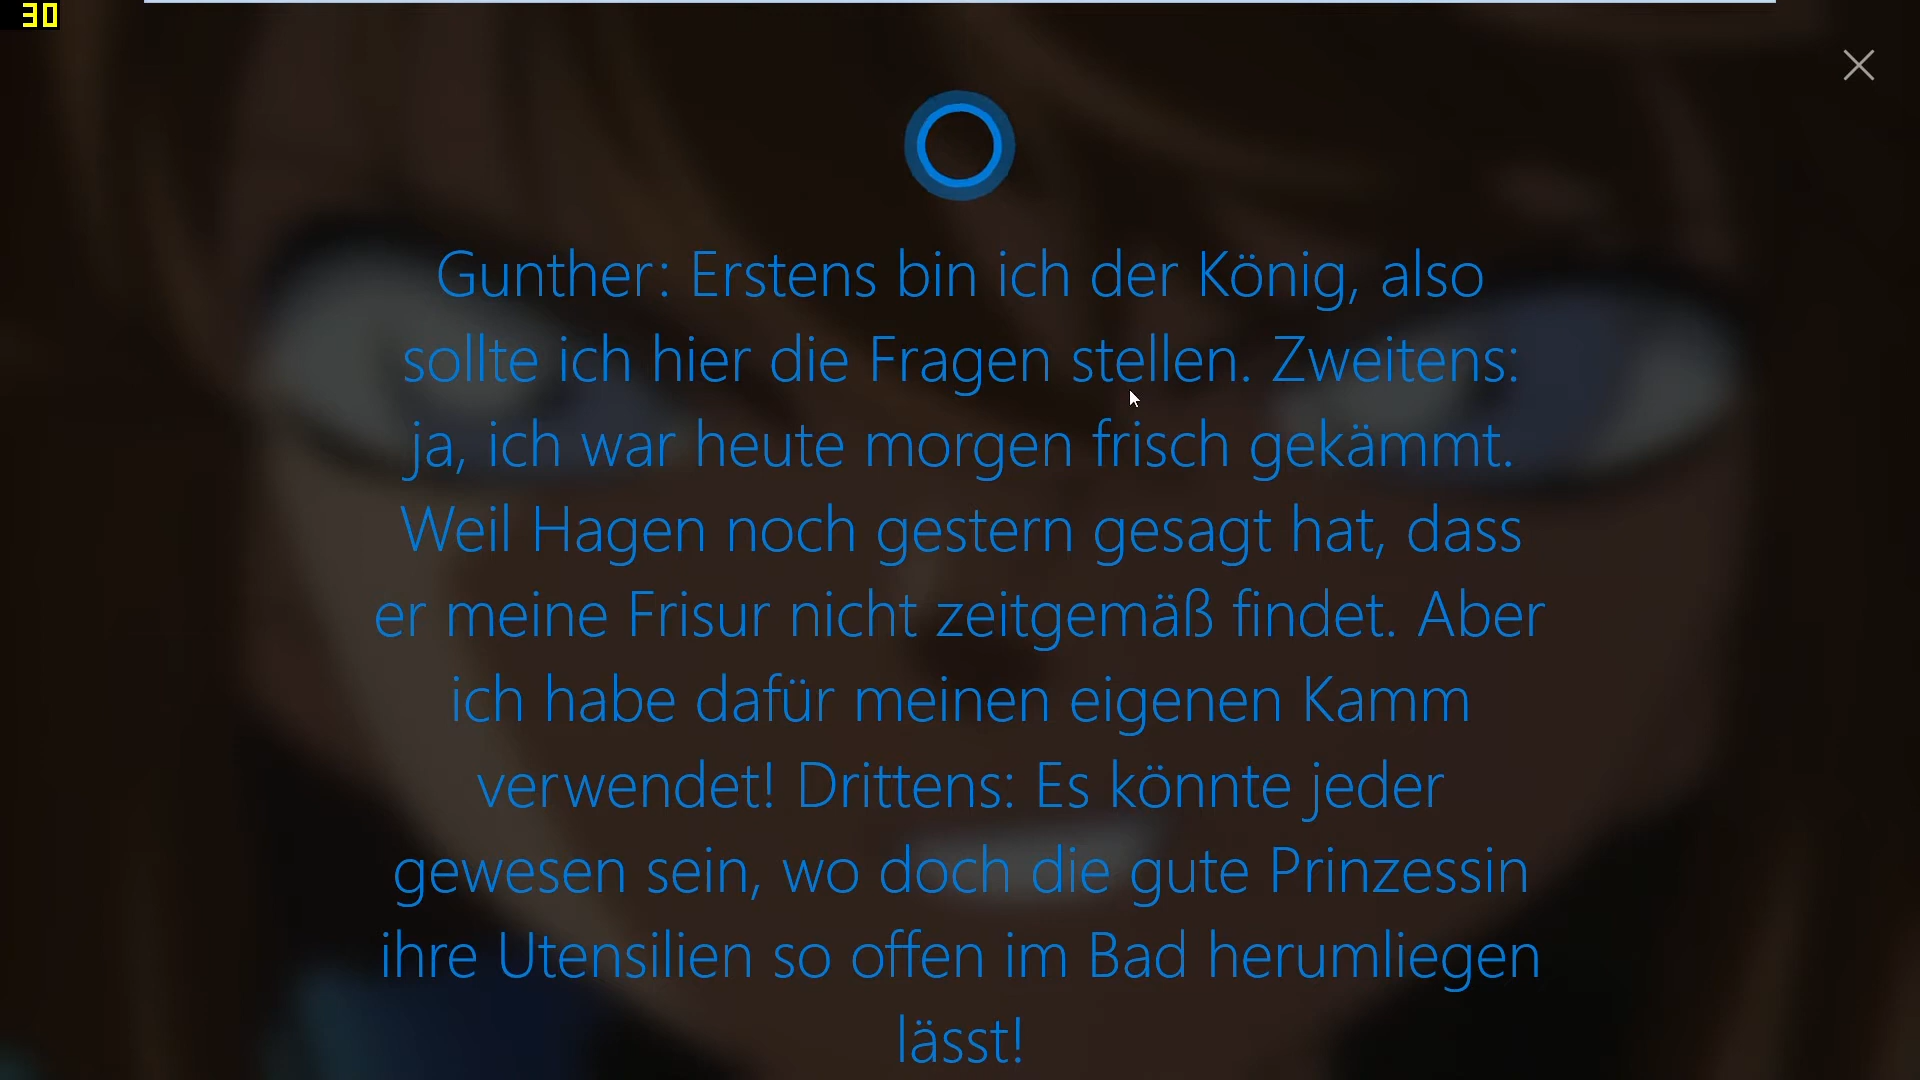 30
Gunther: Erstens bin ich der König, also
sollte ich hier die Fragen stellen. Zweitens:
ja, ich war heute morgen frisch gekämmt.
Weil Hagen noch gestern gesagt hat, dass
er meine Frisur nicht zeitgemäß findet. Aber
ich habe dafür meinen eigenen Kamm
verwendet! Drittens: Es könnte jeder
gewesen sein, wo doch die gute Prinzessin
ihre Utensilien so offen im Bad herumliegen
lässt!